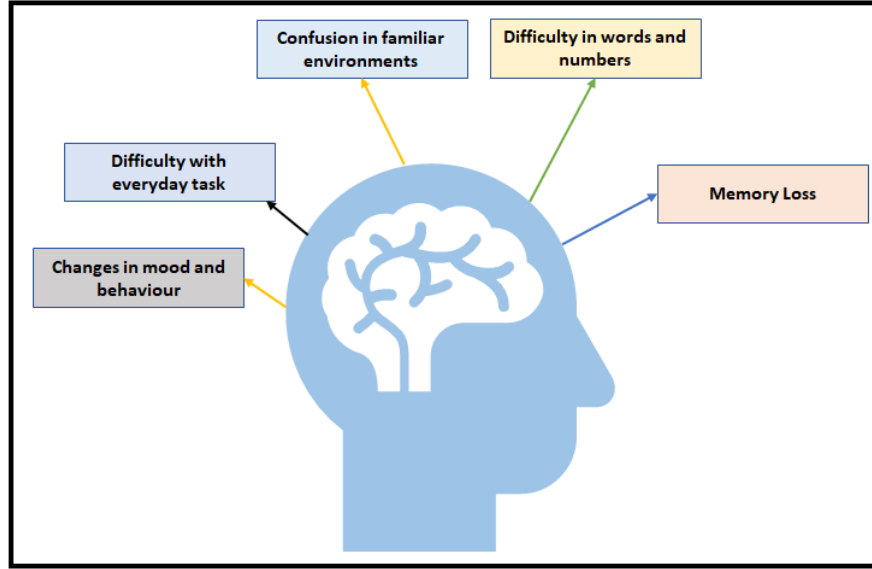 Confusion in familiar
environments
Difficulty in words and
numbers
Difficulty with
everyday task
Memory Loss
Changes in mood and
behaviour